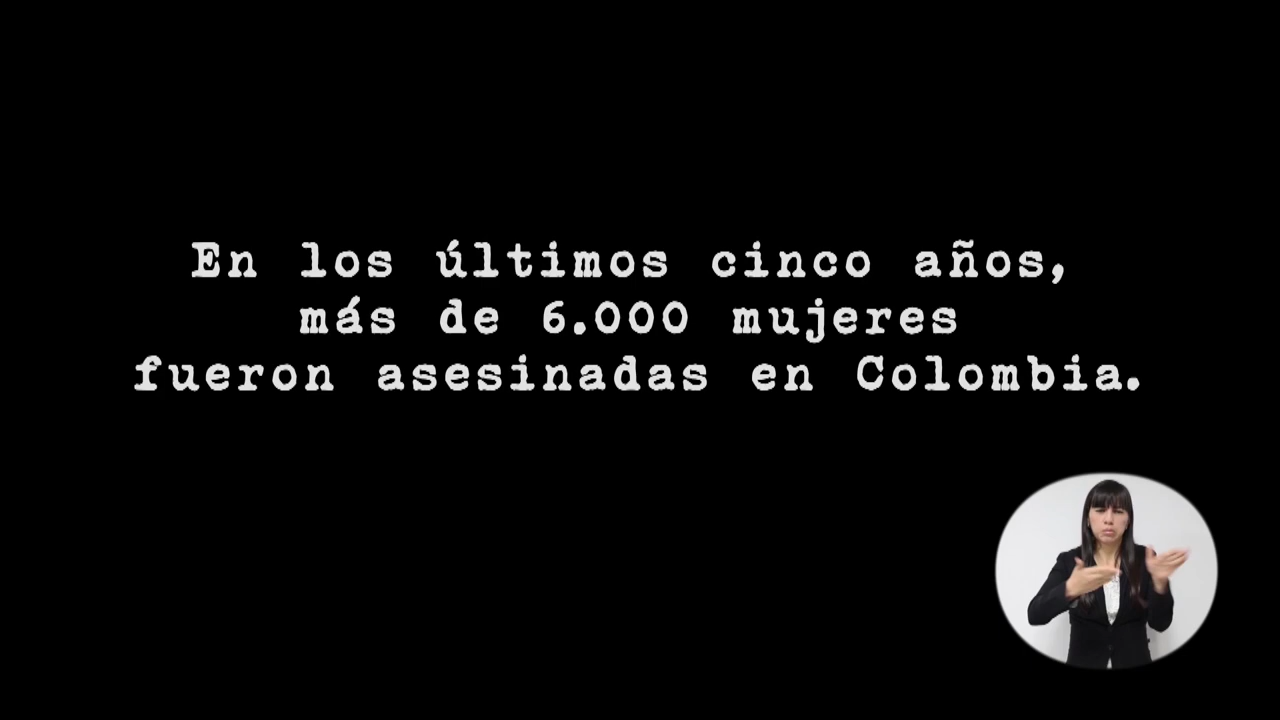 En los últimos cinco años,
más de 6.000 mujeres
fueron asesinadas en Colombia.